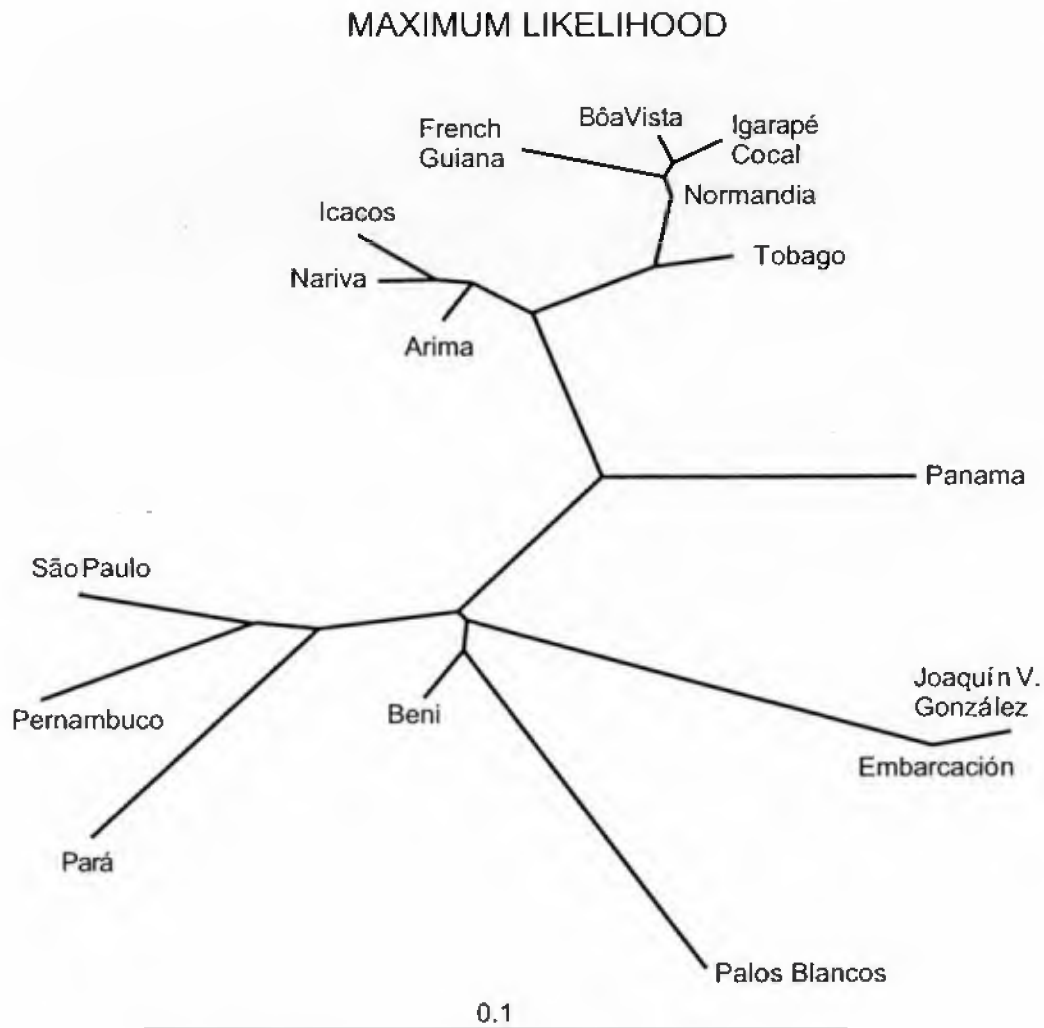 MAXIMUM LIKELIHOOD
BôaVista
Igarapé
Cocal
French
Guiana
Normandia
Icacos
Tobago
Nariva
Arima
Panama
São Paulo
Joaquín V.
González
Pernambuco
Beni
Embarcación
Pará
Palos Blancos
0.1